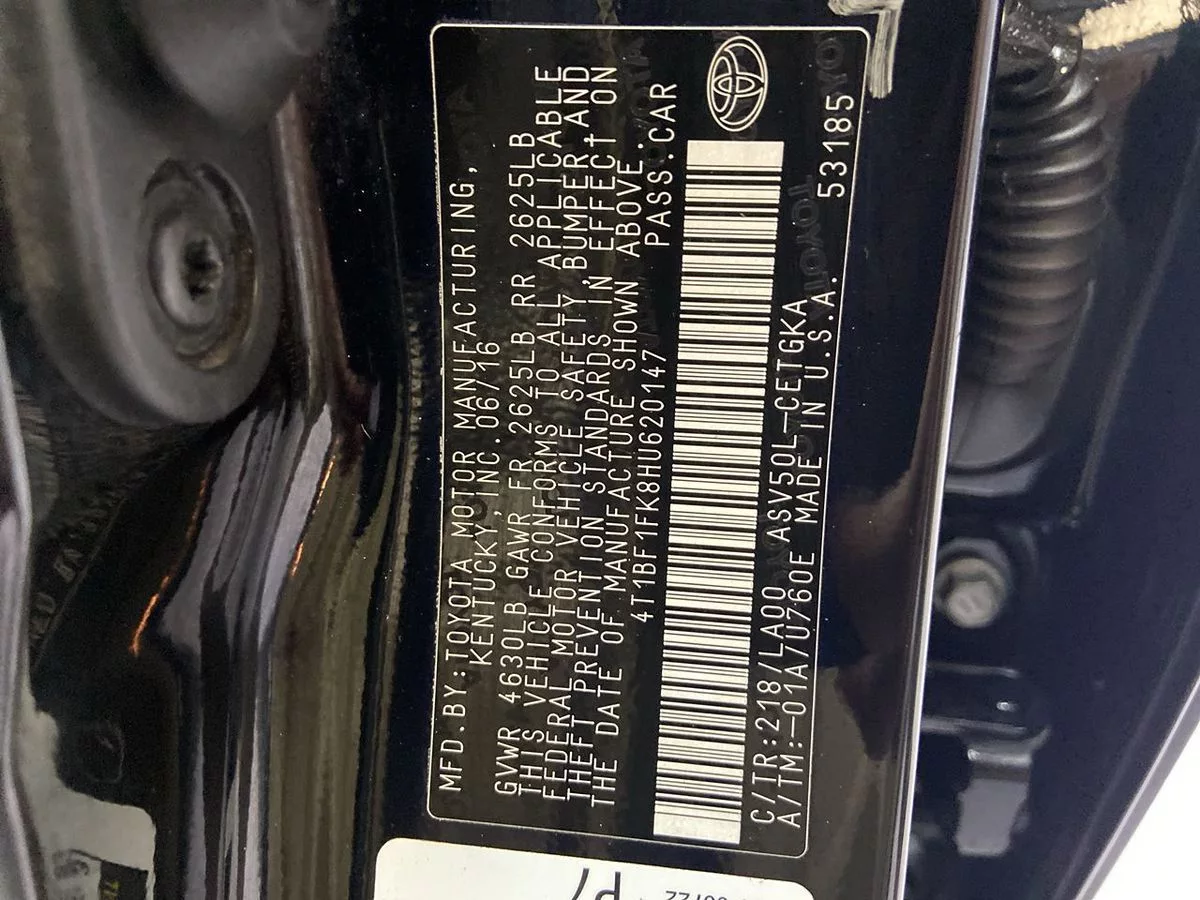 MFD.BY:TOYOTA MOTOR MANUFACTURING,
KENTUCKY,INC.06/16
GVWR 4630LB GAWR FR.2625LB RR 2625LB
THIS VEHICLE CONFORMS TO ALL APPLICABLE
FEDERAL MOTOR VEHICLE SAFETY,BUMPER AND
THEFT PREVENTION STANDARDS IN EFFECT ON
THE DATE OF MANUFACTURE SHOWN ABOVE.
4T1BF1FK8HU620147 PASS.CAR
C/TR:218/LA00 ASV50L-CETGKA
A/TM:-01A/U760E MADE IN U.S.A. 53185